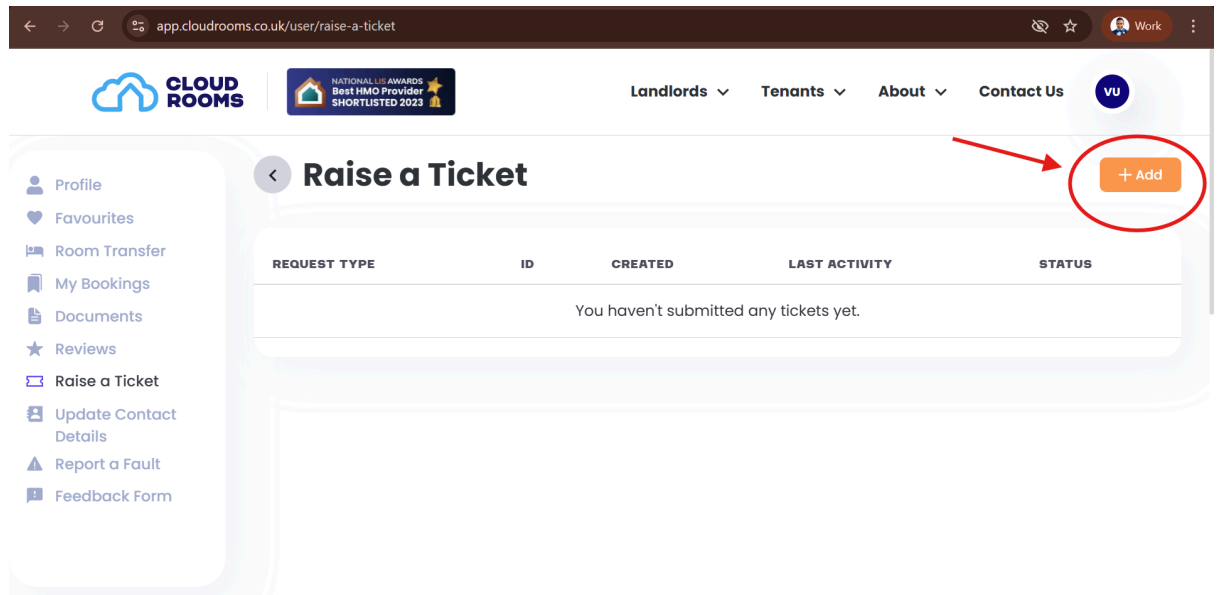 app.cloudrooms.co.uk/user/raise-a-ticket
Work
CLOUD
ROOMS
NATIONAL LIS AWARDS
Best HMO Provider
SHORTLISTED 2023
Landlords
Tenants
About
Contact Us
VU
Raise a Ticket
+ Add
Profile
Favourites
Room Transfer
My Bookings
Documents
Reviews
Raise a Ticket
Update Contact
Details
Report a Fault
Feedback Form
REQUEST TYPE ID CREATED LAST ACTIVITY STATUS
You haven't submitted any tickets yet.